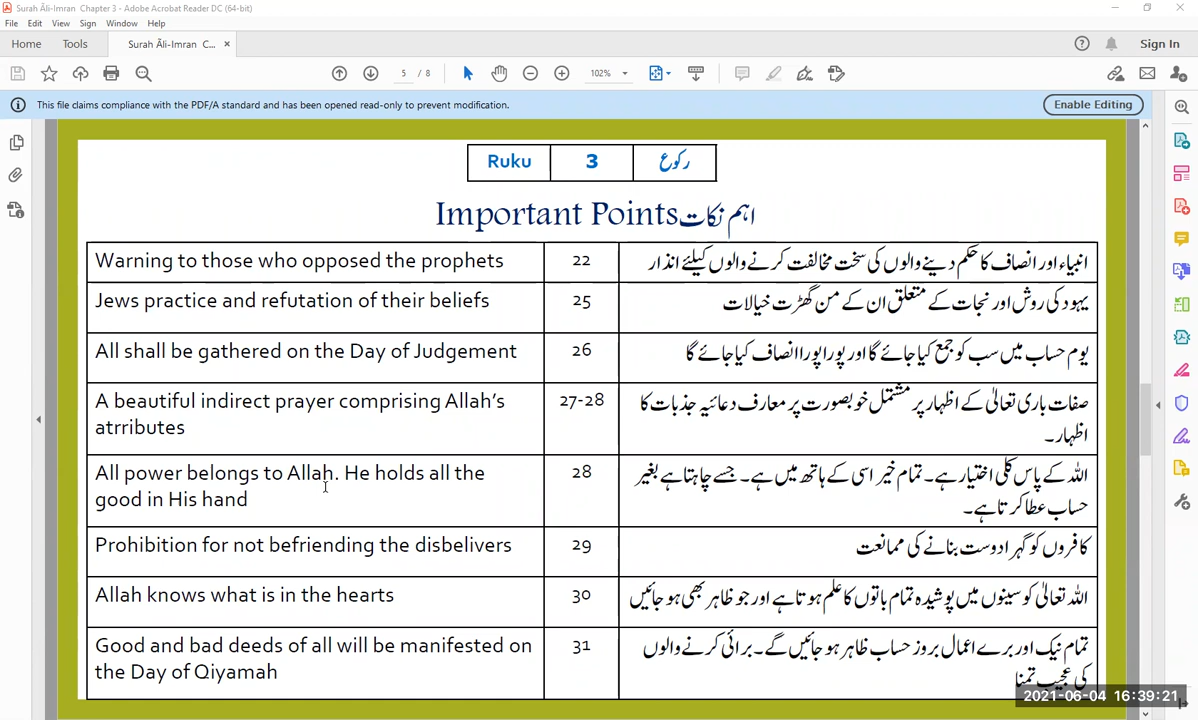 Surah Āli-Imran Chapter 3 - Adobe Acrobat Reader DC (64-bit)
File Edit View Sign Window Help
Home Tools Surah Āli-Imran C... × Sign In
5 / 8 102%
This file claims compliance with the PDF/A standard and has been opened read-only to prevent modification. Enable Editing
Ruku 3 رکوع
Important Points اہم نکات
Warning to those who opposed the prophets 22 انبیاء اور انصاف کا حکم دینے والوں کی سخت مخالفت کرنے والوں کیلئے انذار
Jews practice and refutation of their beliefs 25 یہود کی روش اور نجات کے متعلق ان کے من گھڑت خیالات
All shall be gathered on the Day of Judgement 26 یوم حساب میں سب کو جمع کیا جائے گا اور پورا پورا انصاف کیا جائے گا
A beautiful indirect prayer comprising Allah's 27-28 صفات باری تعالیٰ کے اظہار پر مشتمل خوبصورت پر معارف دعائیہ جذبات کا
atrributes اظہار۔
All power belongs to Allah. He holds all the 28 اللہ کے پاس کلی اختیار ہے۔ تمام خیر اسی کے ہاتھ میں ہے۔ جسے چاہتا ہے بغیر
good in His hand حساب عطا کرتا ہے۔
Prohibition for not befriending the disbelivers 29 کافروں کو گہرا دوست بنانے کی ممانعت
Allah knows what is in the hearts 30 اللہ تعالیٰ کو سینوں میں پوشیدہ تمام باتوں کا علم ہوتا ہے اور جو ظاہر بھی ہو جائیں
Good and bad deeds of all will be manifested on 31 تمام نیک اور برے اعمال بروز حساب ظاہر ہو جائیں گے۔ برائی کرنے والوں
the Day of Qiyamah کی عجیب تمنا
2021-06-04 16:39:21